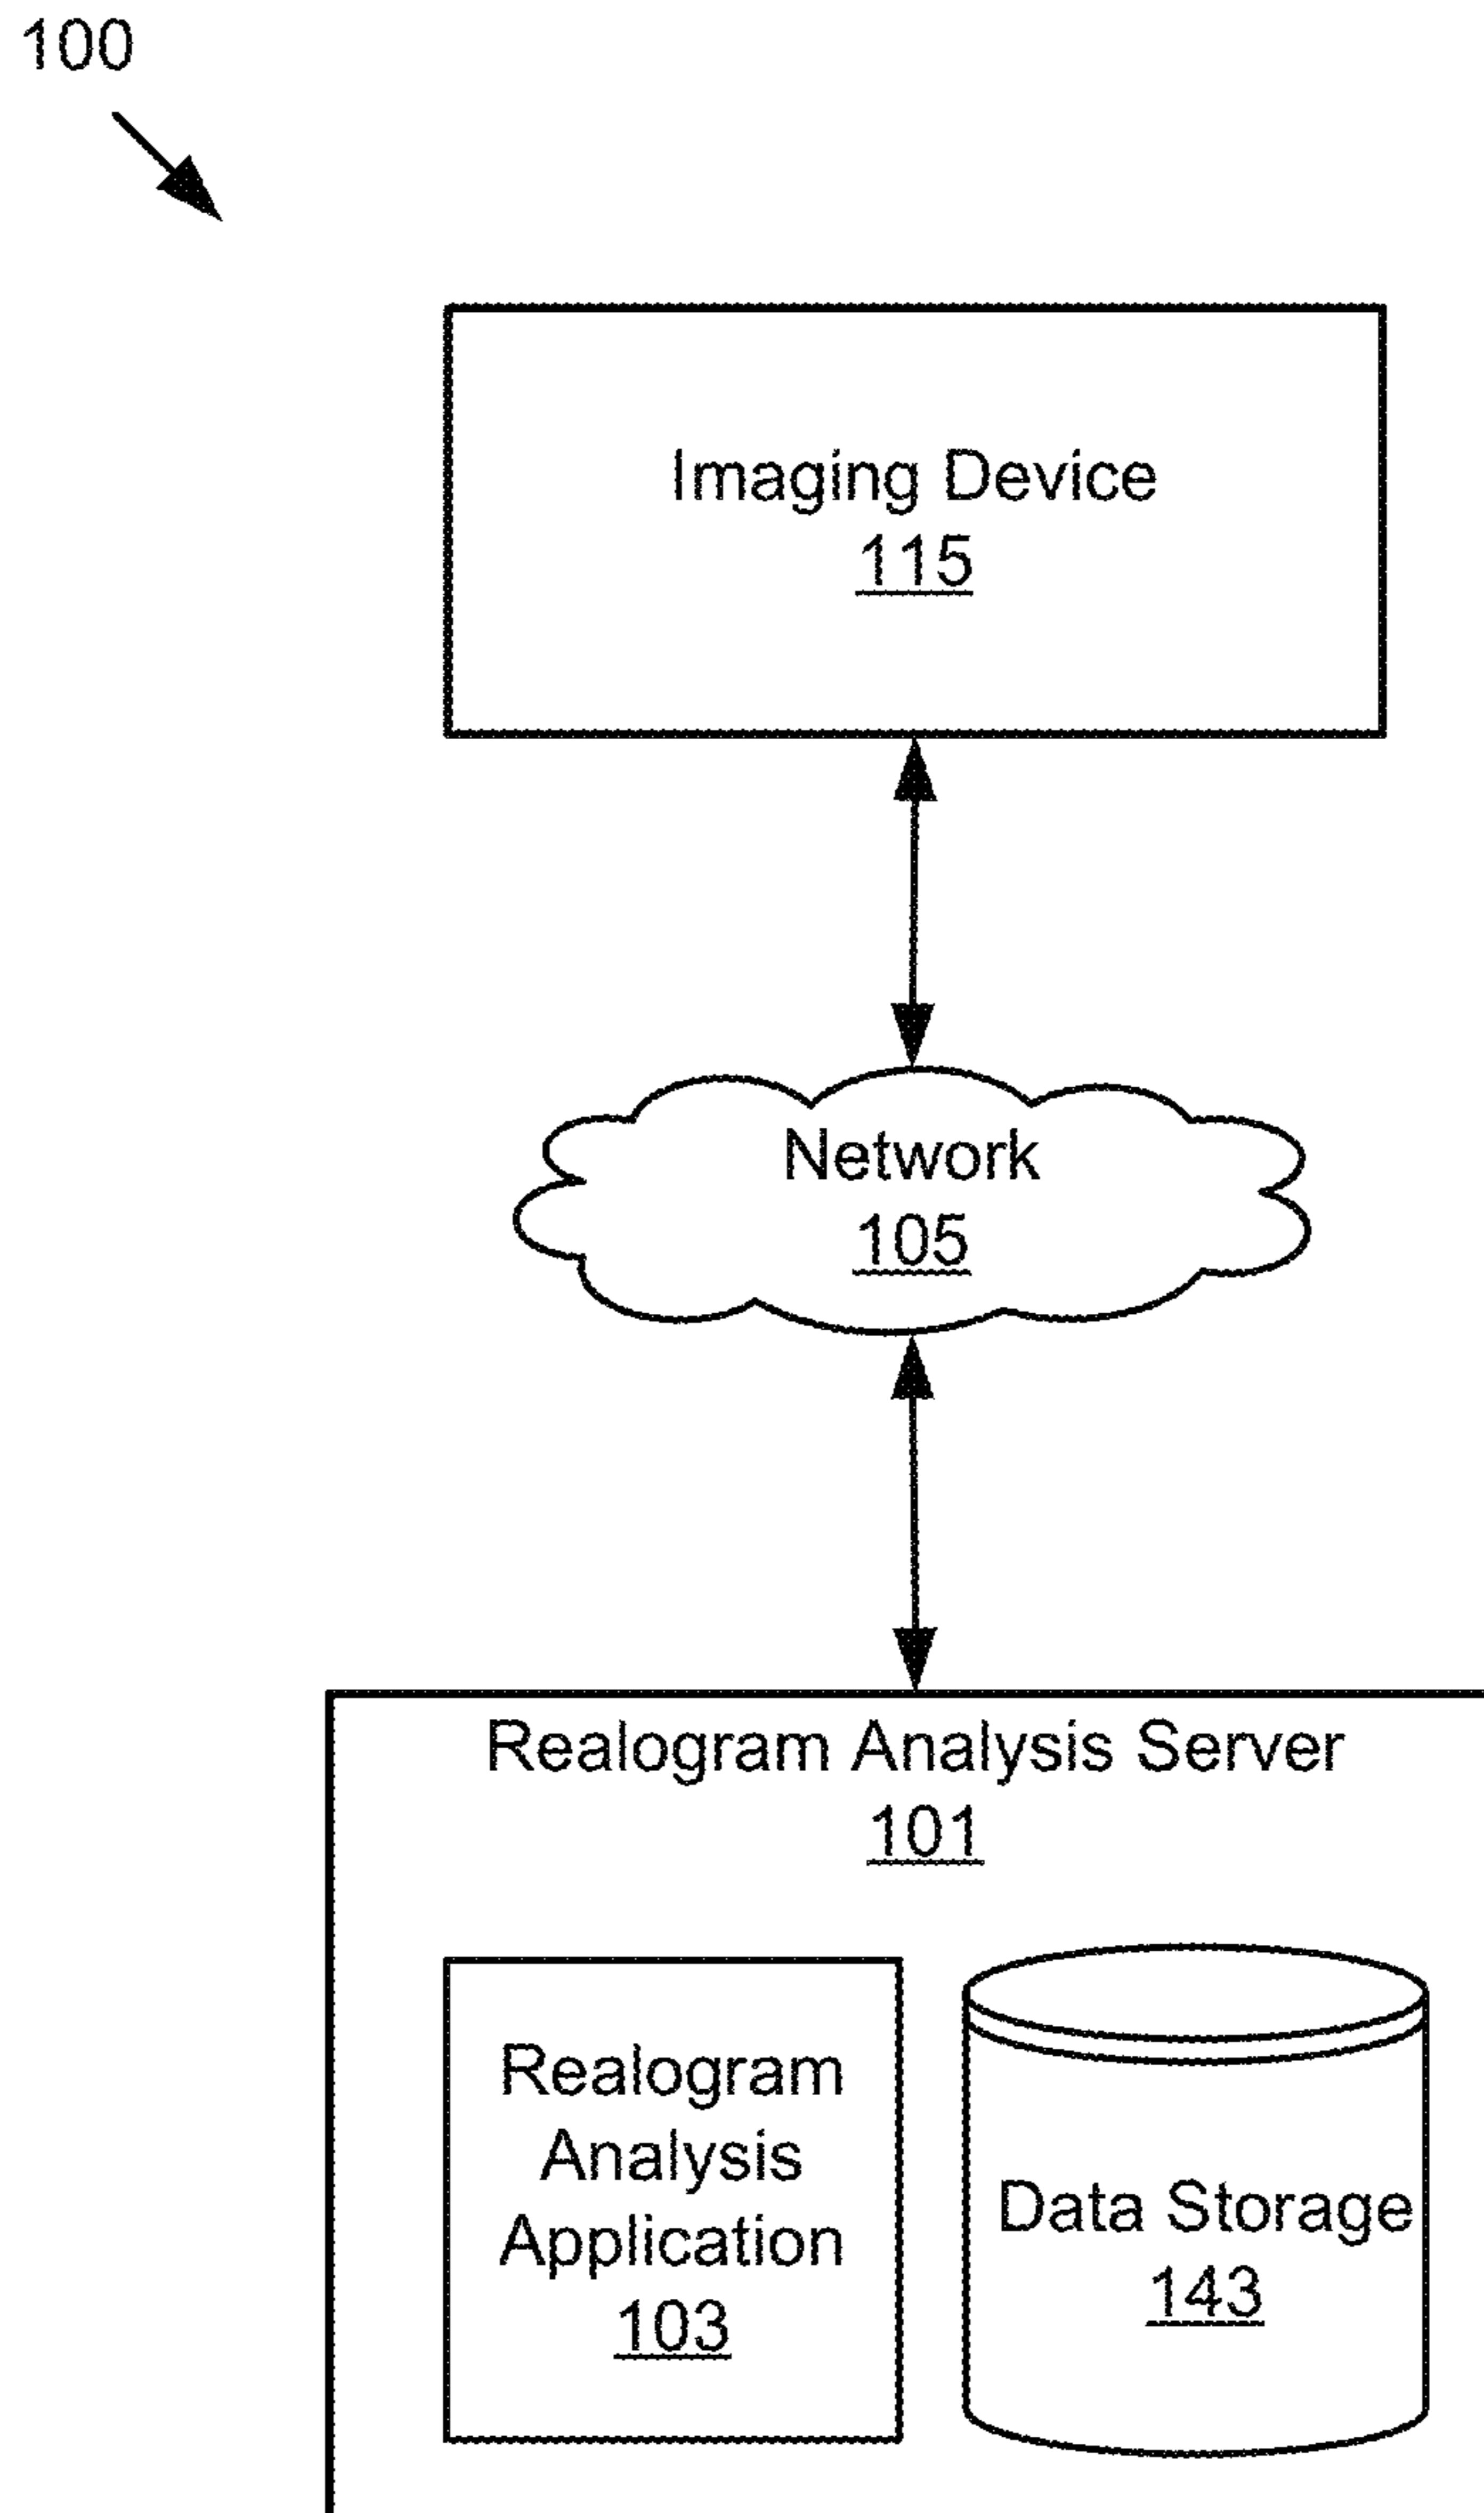 100
Imaging Device
115
Network
105
Realogram Analysis Server
101
Realogram
Analysis
Application
103
Data Storage
143